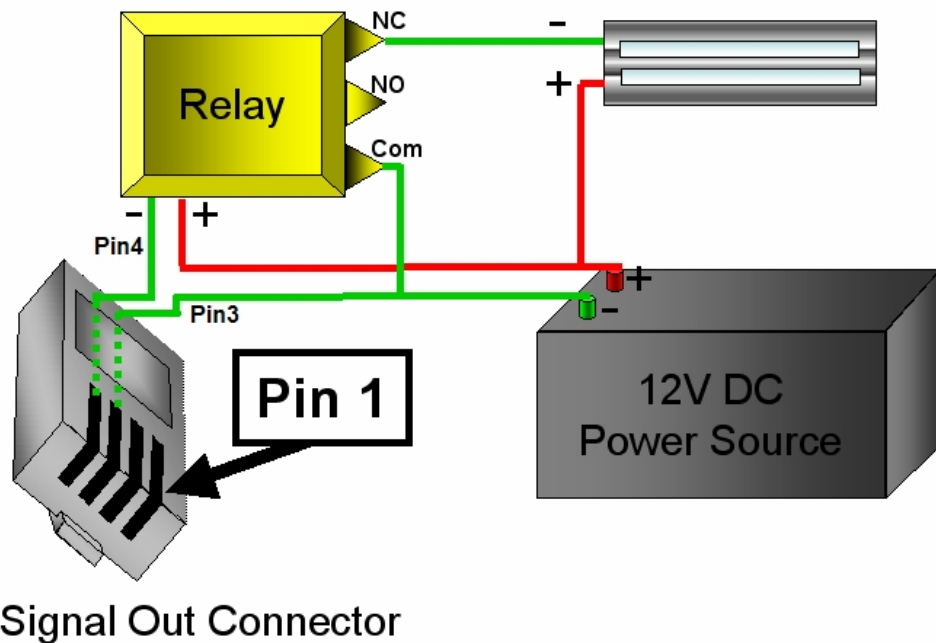 NC
-
+
NO
Relay
Com
- +
Pin4
+
-
Pin3
Pin 1
12V DC
Power Source
Signal Out Connector